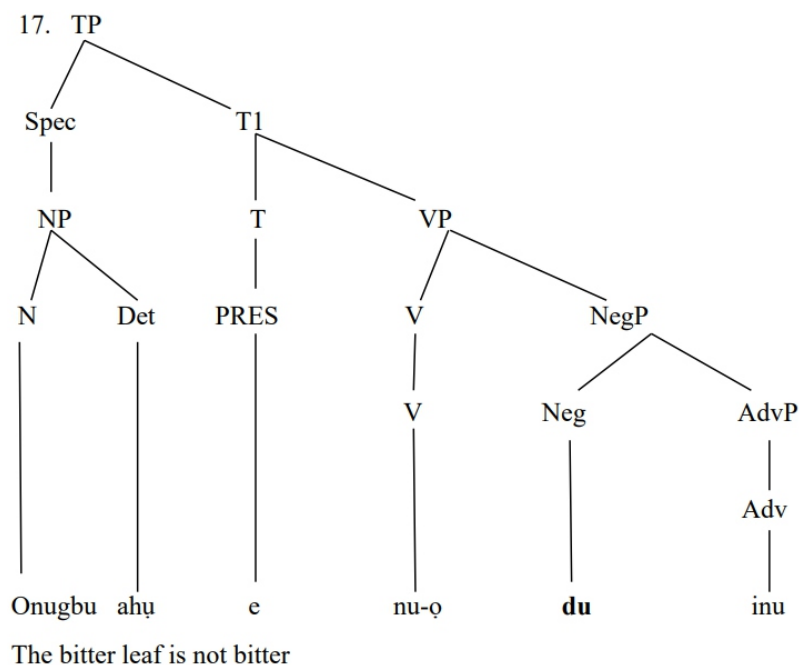 17. TP
Spec T1
NP T VP
N Det PRES V NegP
V Neg AdvP
Adv
Onugbu ahụ e nu-ọ du inu
The bitter leaf is not bitter